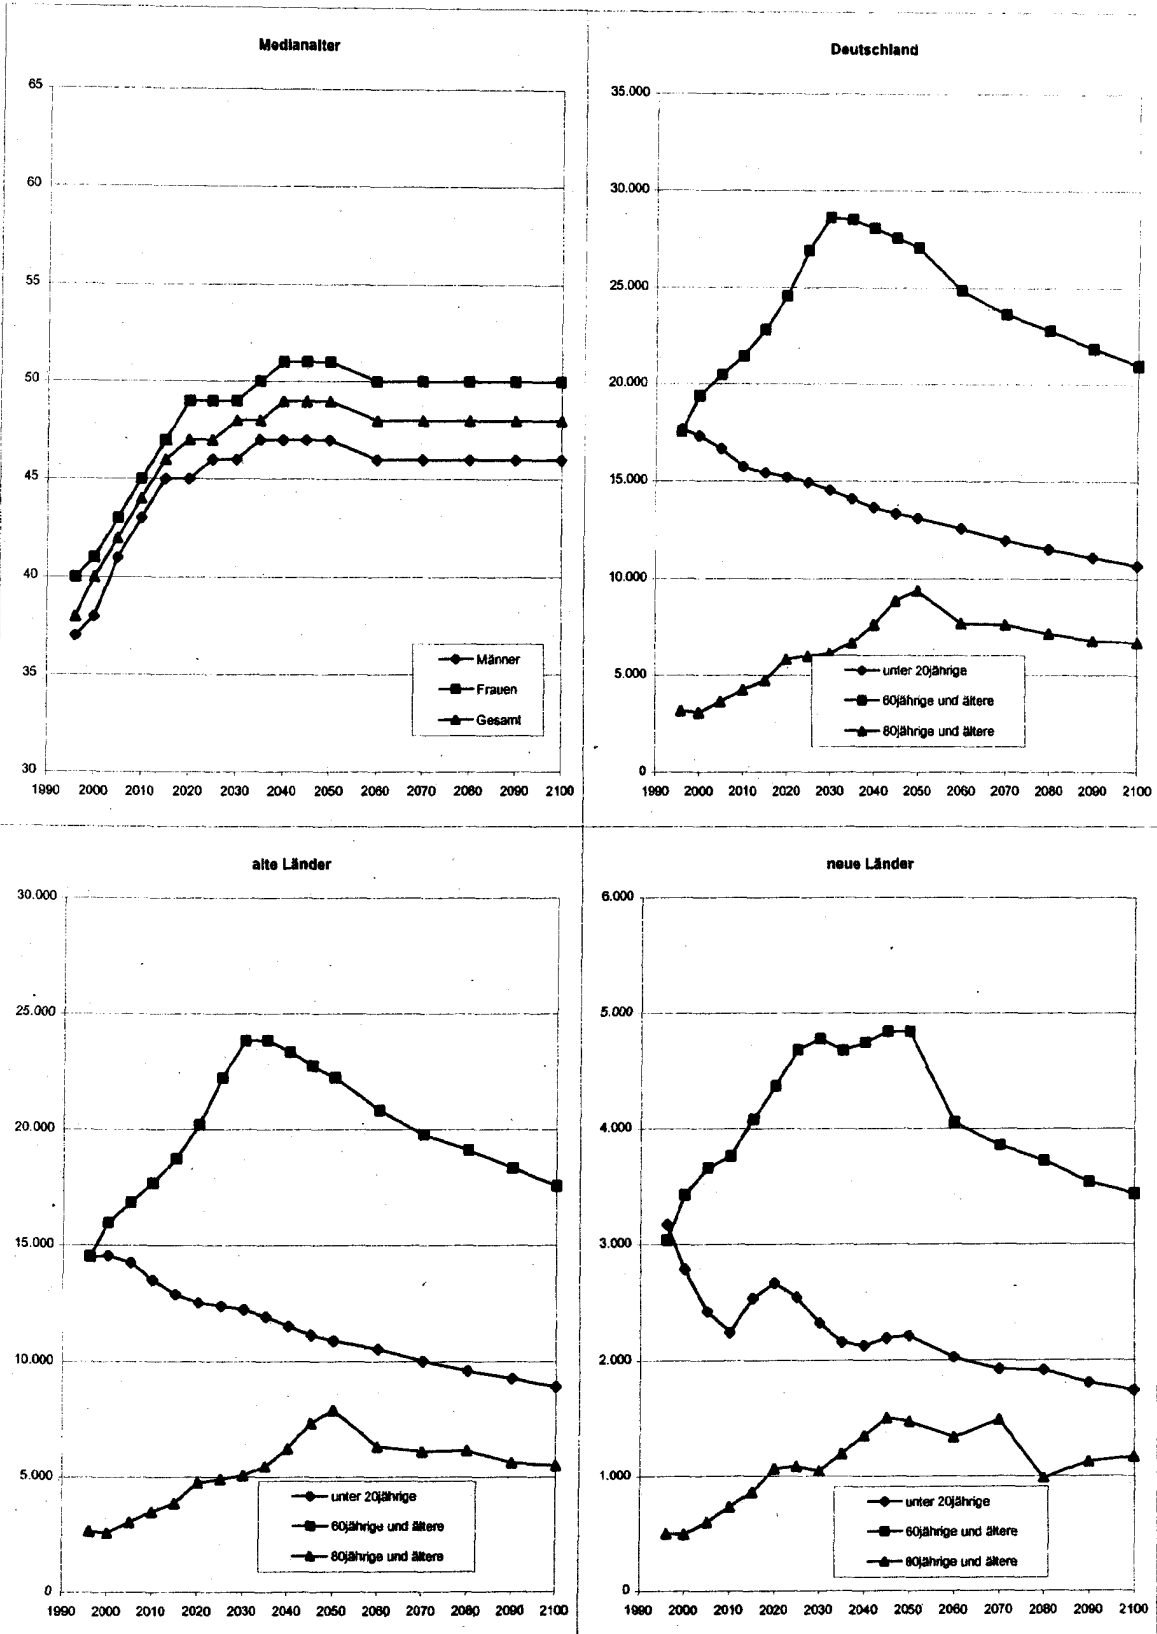 Medianalter
65
60
55
50
45
40
35
30
1990 2000 2010 2020 2030 2040 2050 2060 2070 2080 2090 2100
Männer
Frauen
Gesamt
Deutschland
35.000
30.000
25.000
20.000
15.000
10.000
5.000
0
1990 2000 2010 2020 2030 2040 2050 2060 2070 2080 2090 2100
unter 20jährige
60jährige und ältere
80jährige und ältere
alte Länder
30.000
25.000
20.000
15.000
10.000
5.000
0
1990 2000 2010 2020 2030 2040 2050 2060 2070 2080 2090 2100
unter 20jährige
60jährige und ältere
80jährige und ältere
neue Länder
6.000
5.000
4.000
3.000
2.000
1.000
0
1990 2000 2010 2020 2030 2040 2050 2060 2070 2080 2090 2100
unter 20jährige
60jährige und ältere
80jährige und ältere